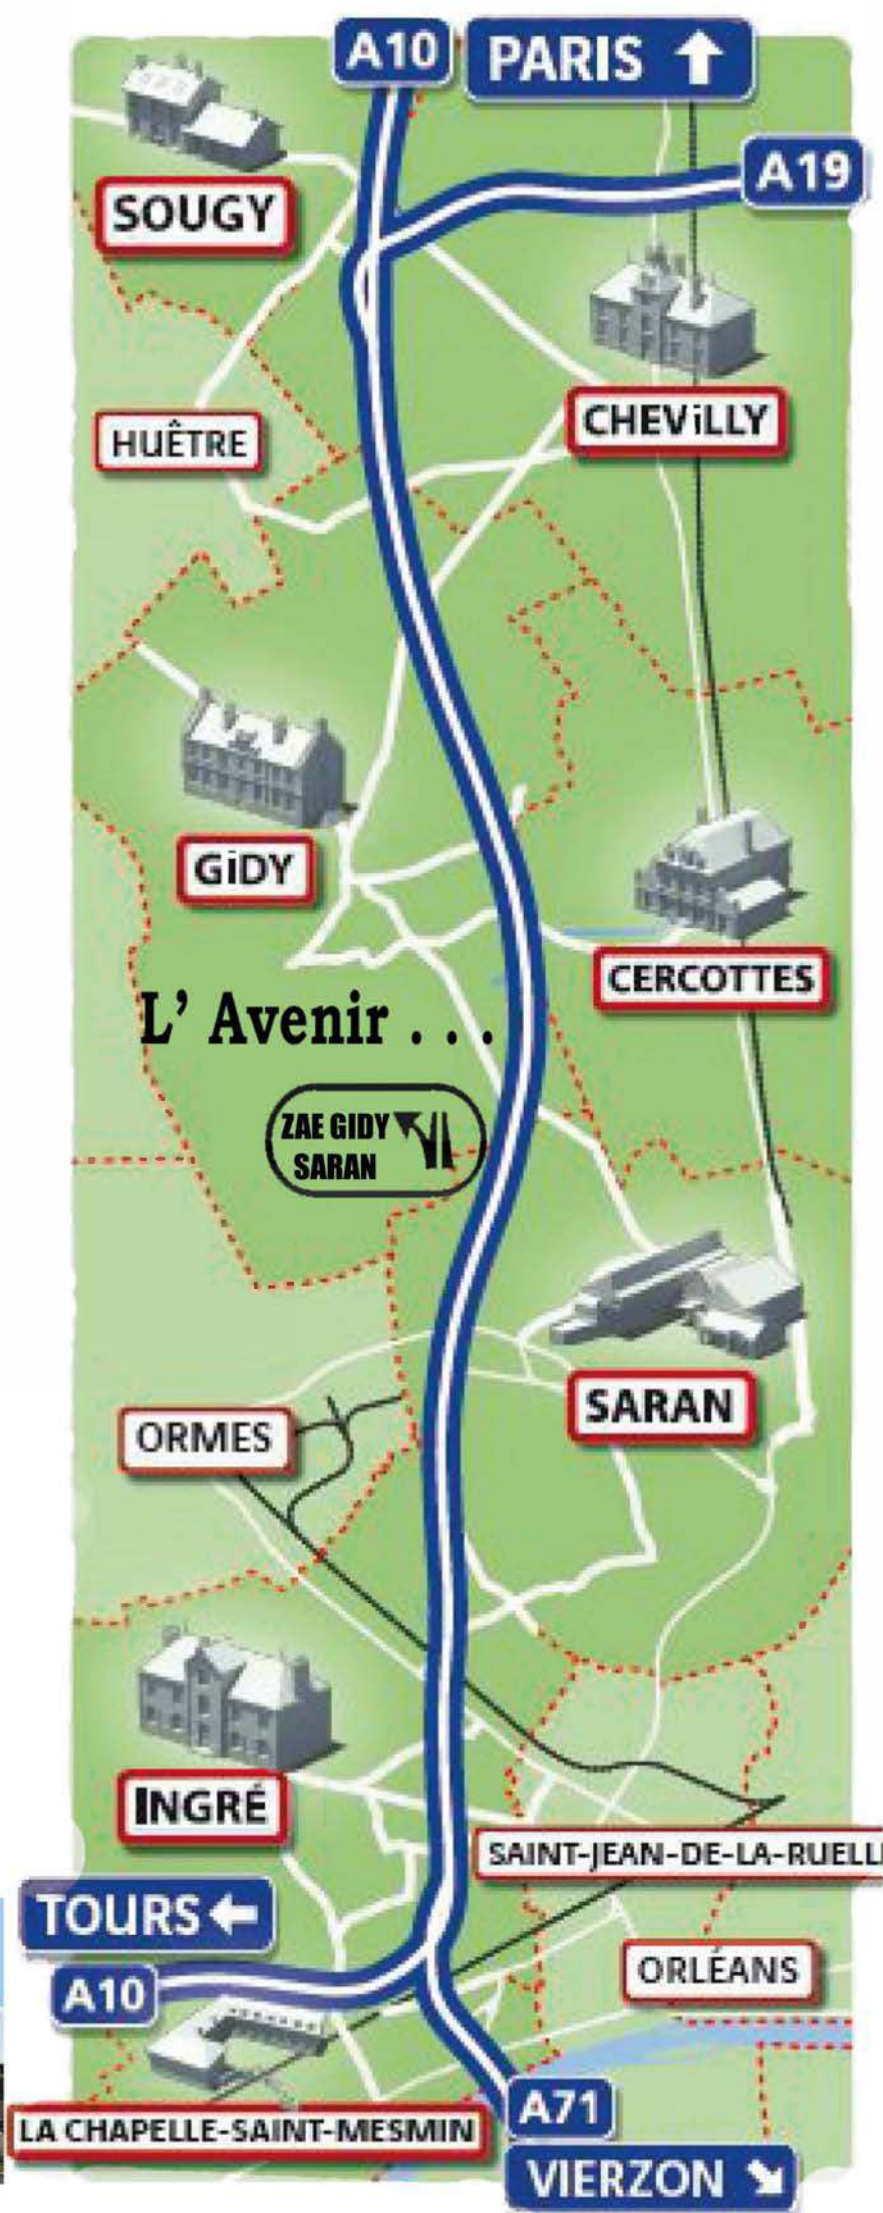 A10
PARIS ↑
A19
SOUGY
CHEViLLY
HUÊTRE
GiDY
CERCOTTES
L' Avenir . . .
ZAE GIDY
SARAN
SARAN
ORMES
INGRÉ
SAINT-JEAN-DE-LA-RUELLE
TOURS ←
ORLÉANS
A10
A71
LA CHAPELLE-SAINT-MESMIN
VIERZON ↘